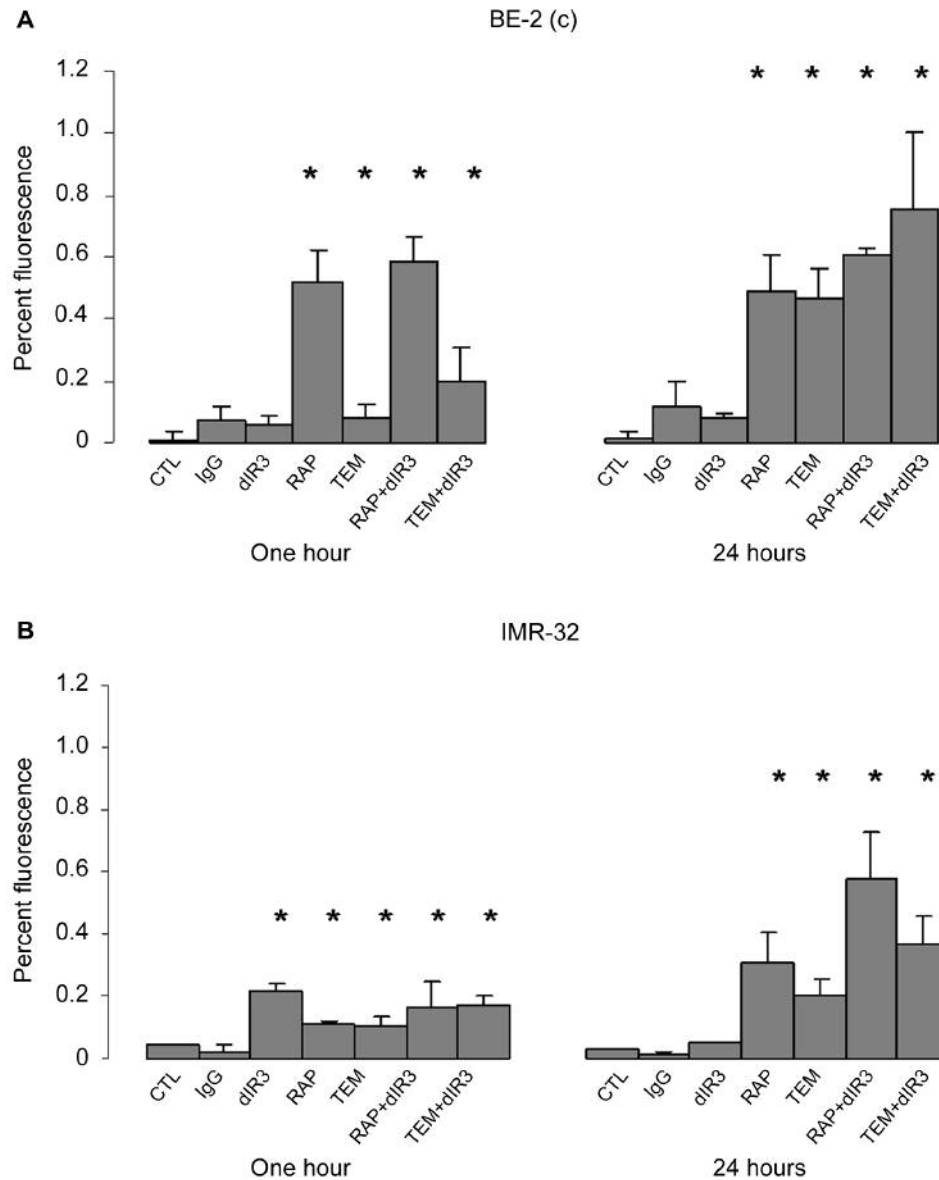 A
BE-2 (c)
Percent fluorescence
1.2
1.0
0.8
0.6
0.4
0.2
0
* * * *
* * * *
CTL IgG dIR3 RAP TEM RAP+dIR3 TEM+dIR3
CTL IgG dIR3 RAP TEM RAP+dIR3 TEM+dIR3
One hour
24 hours
B
IMR-32
Percent fluorescence
1.2
1.0
0.8
0.6
0.4
0.2
0
* * * * *
* * * *
CTL IgG dIR3 RAP TEM RAP+dIR3 TEM+dIR3
CTL IgG dIR3 RAP TEM RAP+dIR3 TEM+dIR3
One hour
24 hours